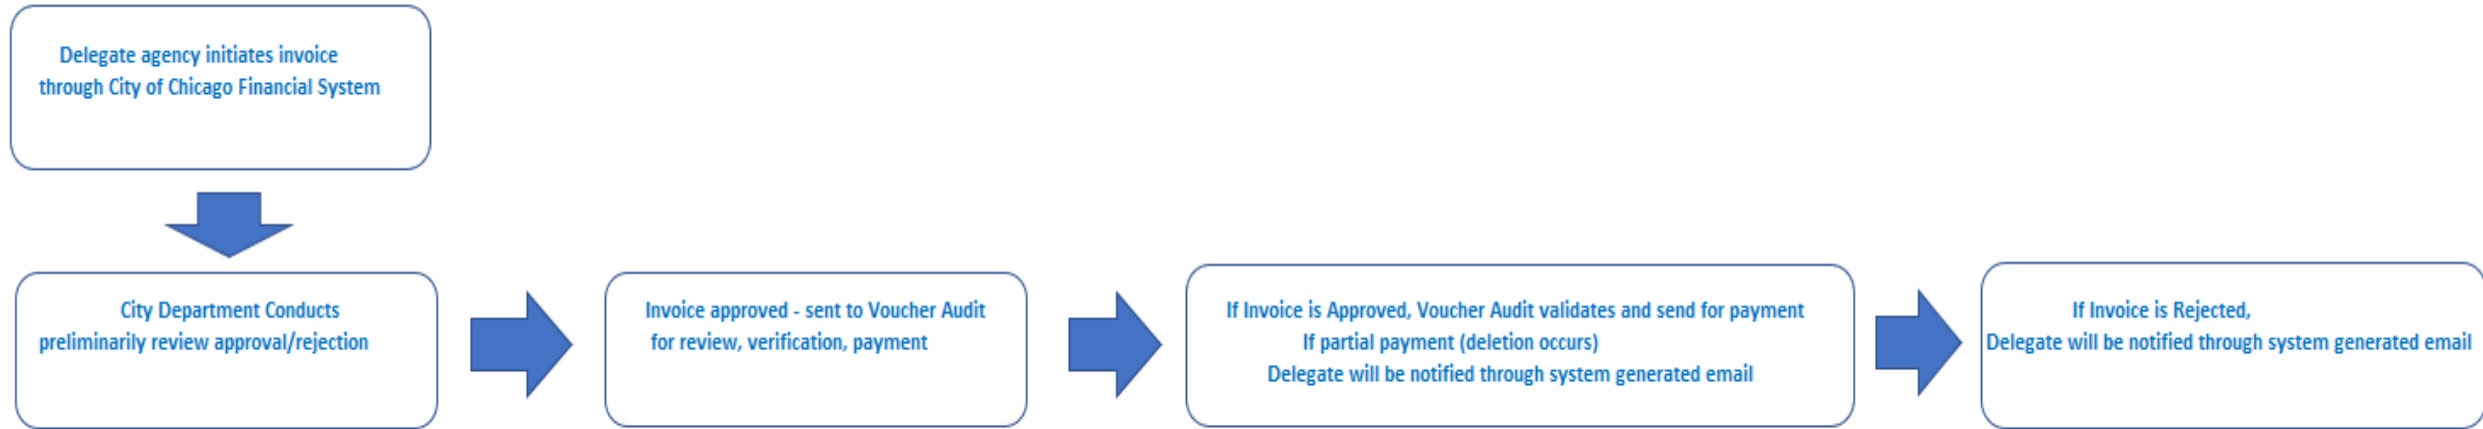 Delegate agency initiates invoice
through City of Chicago Financial System
City Department Conducts
preliminarily review approval/rejection
Invoice approved - sent to Voucher Audit
for review, verification, payment
If Invoice is Approved, Voucher Audit validates and send for payment
If partial payment (deletion occurs)
Delegate will be notified through system generated email
If Invoice is Rejected,
Delegate will be notified through system generated email